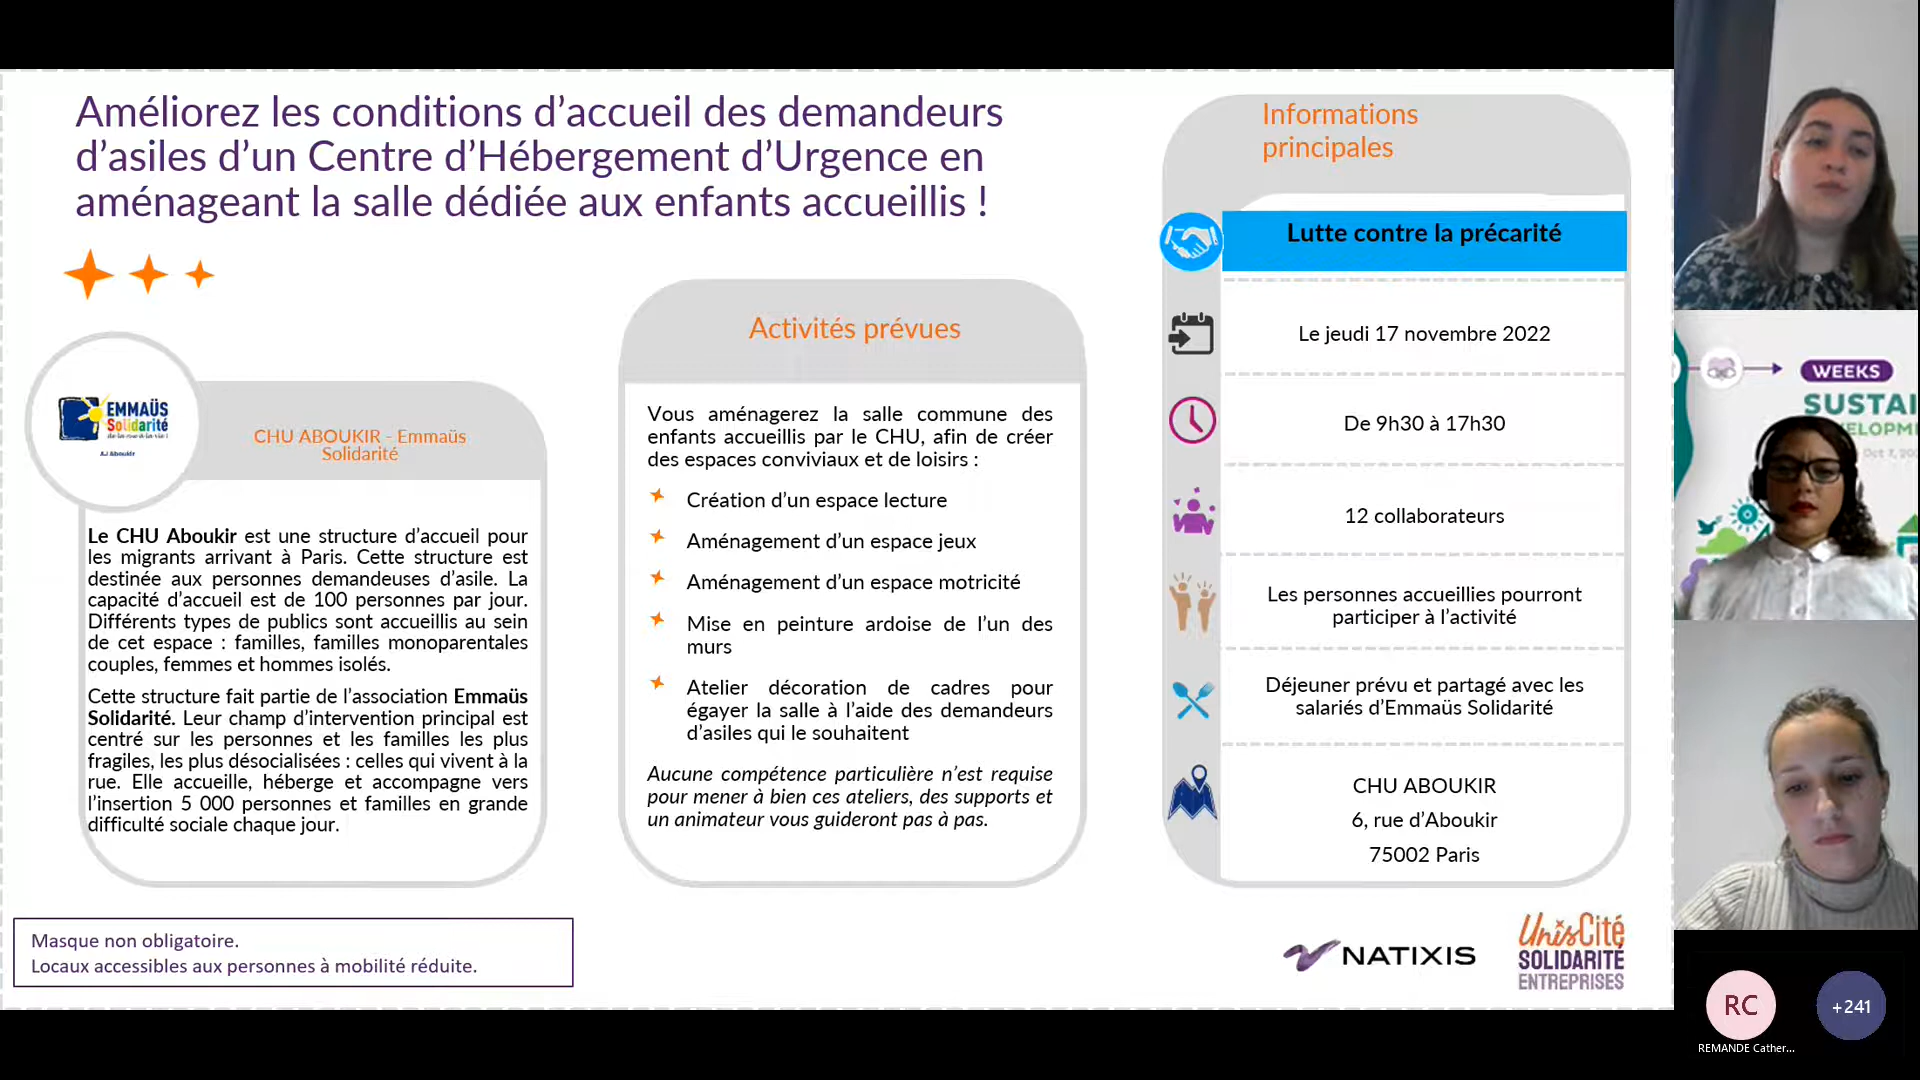 Améliorez les conditions d’accueil des demandeurs
d’asiles d’un Centre d’Hébergement d’Urgence en
aménageant la salle dédiée aux enfants accueillis !
EMMAÜS
Solidarité
de la rue à la vie !
AJ Aboukir
CHU ABOUKIR - Emmaüs
Solidarité
Le CHU Aboukir est une structure d’accueil pour
les migrants arrivant à Paris. Cette structure est
destinée aux personnes demandeuses d’asile. La
capacité d’accueil est de 100 personnes par jour.
Différents types de publics sont accueillis au sein
de cet espace : familles, familles monoparentales
couples, femmes et hommes isolés.
Cette structure fait partie de l’association Emmaüs
Solidarité. Leur champ d’intervention principal est
centré sur les personnes et les familles les plus
fragiles, les plus désocialisées : celles qui vivent à la
rue. Elle accueille, héberge et accompagne vers
l’insertion 5 000 personnes et familles en grande
difficulté sociale chaque jour.
Activités prévues
Vous aménagerez la salle commune des
enfants accueillis par le CHU, afin de créer
des espaces conviviaux et de loisirs :
Création d’un espace lecture
Aménagement d’un espace jeux
Aménagement d’un espace motricité
Mise en peinture ardoise de l’un des
murs
Atelier décoration de cadres pour
égayer la salle à l’aide des demandeurs
d’asiles qui le souhaitent
Aucune compétence particulière n’est requise
pour mener à bien ces ateliers, des supports et
un animateur vous guideront pas à pas.
Informations
principales
Lutte contre la précarité
Le jeudi 17 novembre 2022
De 9h30 à 17h30
12 collaborateurs
Les personnes accueillies pourront
participer à l’activité
Déjeuner prévu et partagé avec les
salariés d’Emmaüs Solidarité
CHU ABOUKIR
6, rue d’Aboukir
75002 Paris
Masque non obligatoire.
Locaux accessibles aux personnes à mobilité réduite.
NATIXIS
UnisCité
SOLIDARITÉ
ENTREPRISES
WEEKS
SUSTAI
ELOPME
Oct 7, 20
RC
+241
REMANDE Cather...